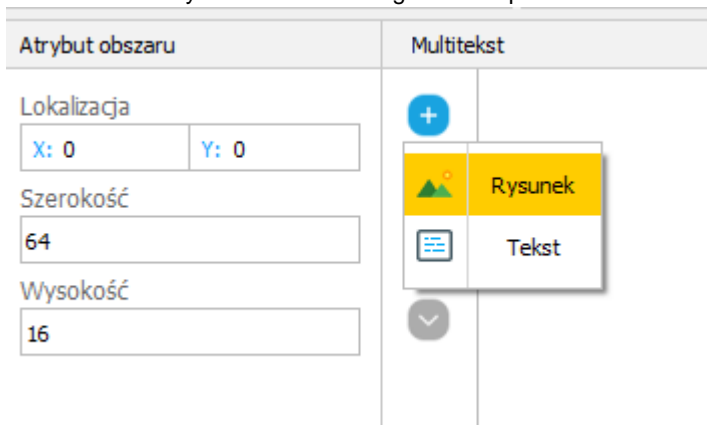 Atrybut obszaru
Multitekst
Lokalizacja
X: 0
Y: 0
Szerokość
64
Wysokość
16
Rysunek
Tekst